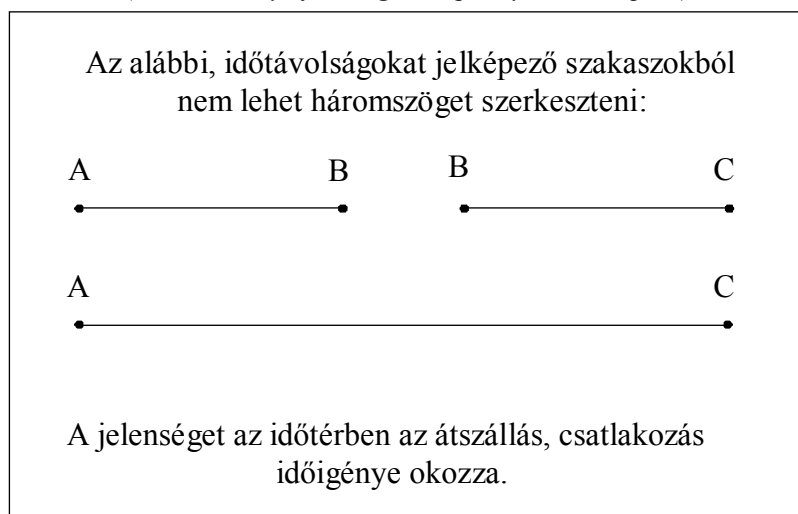 Az alábbi, időtávolságokat jelképező szakaszokból
nem lehet háromszöget szerkeszteni:
A B B C
A C
A jelenséget az időtérben az átszállás, csatlakozás
időigénye okozza.